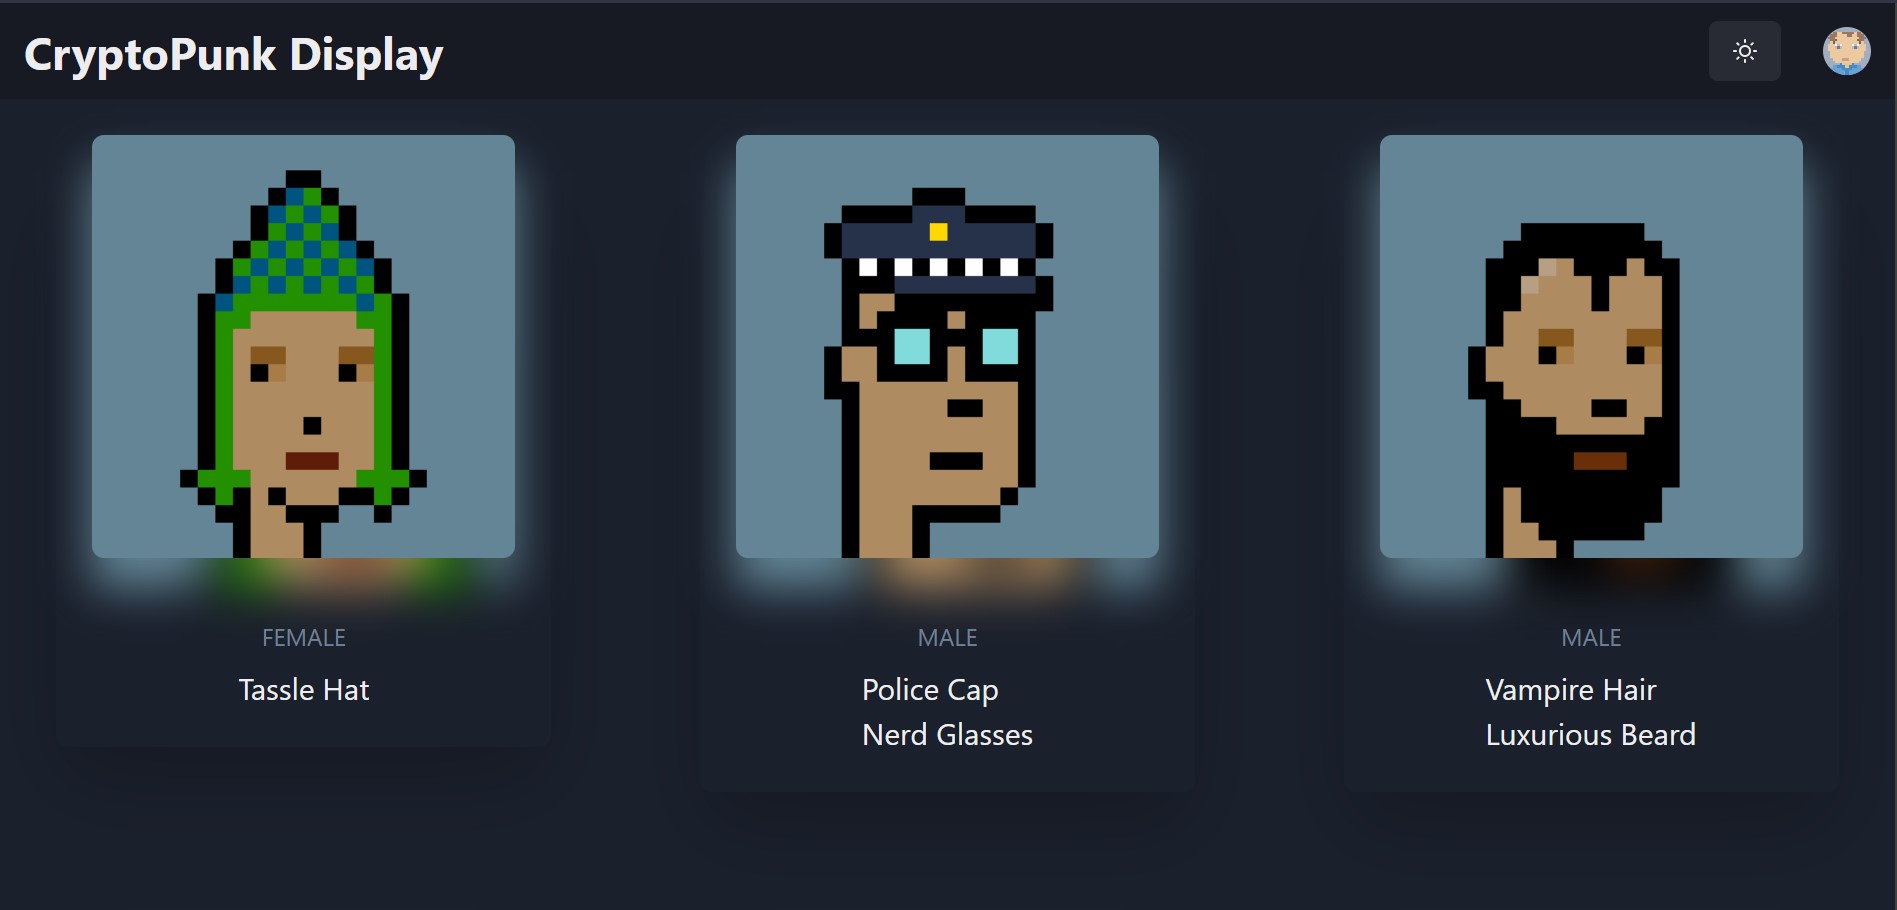 CryptoPunk Display
FEMALE
Tassle Hat
MALE
Police Cap
Nerd Glasses
MALE
Vampire Hair
Luxurious Beard